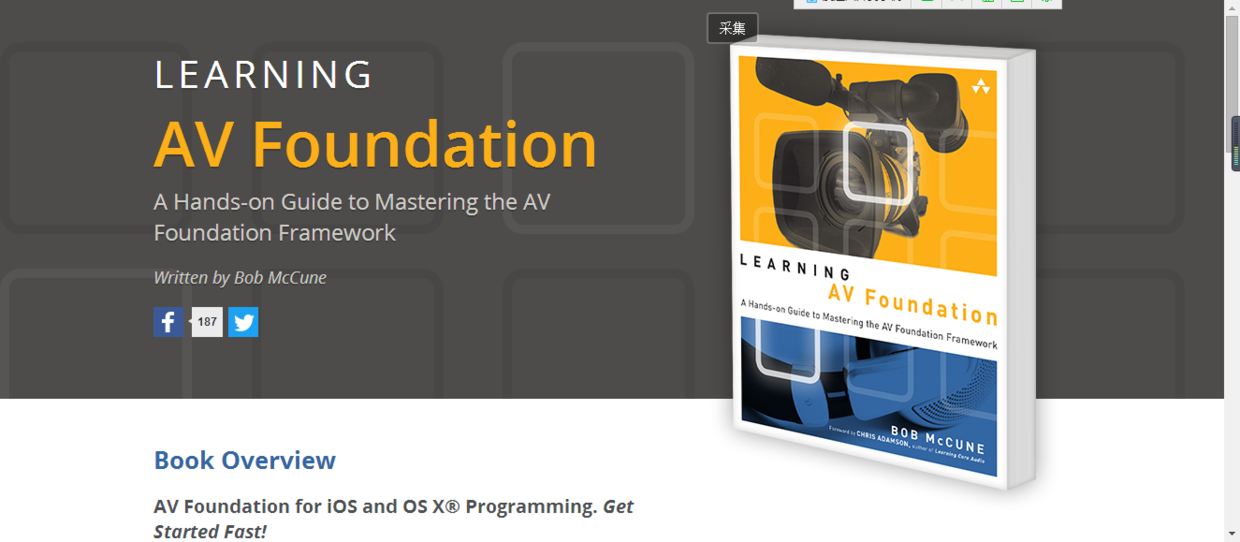 采集
LEARNING
AV Foundation
A Hands-on Guide to Mastering the AV
Foundation Framework
Written by Bob McCune
187
LEARNING
AV Foundation
A Hands-on Guide to Mastering the AV Foundation Framework
BOB McCUNE
Foreword by CHRIS ADAMSON, author of Learning Core Audio
Book Overview
AV Foundation for iOS and OS X® Programming. Get
Started Fast!